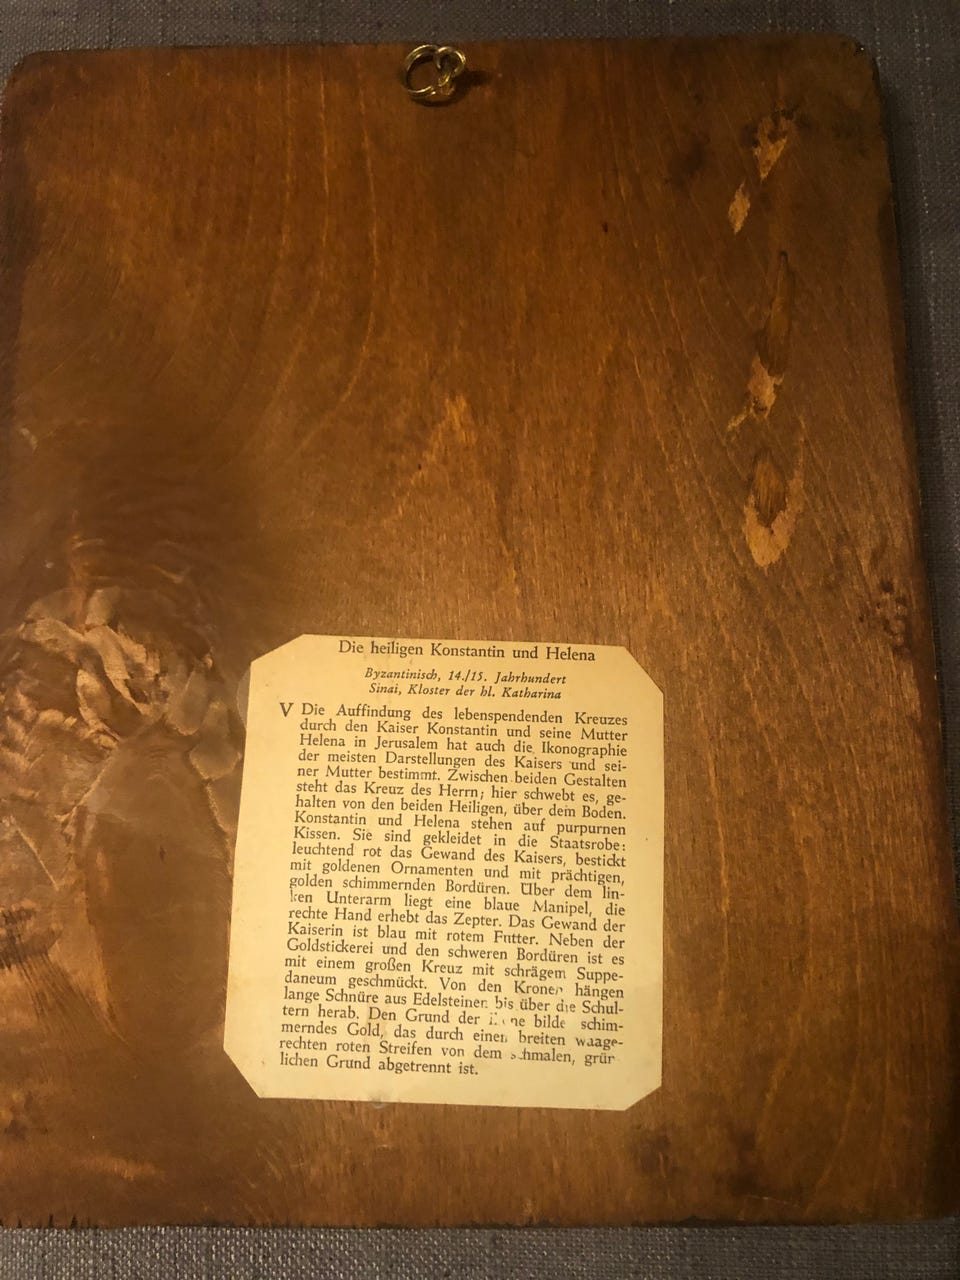 Die heiligen Konstantin und Helena
Byzantinisch, 14./15. Jahrhundert
Sinai, Kloster der hl. Katharina
V Die Auffindung des lebenspendenden Kreuzes
durch den Kaiser Konstantin und seine Mutter
Helena in Jerusalem hat auch die Ikonographie
der meisten Darstellungen des Kaisers und sei-
ner Mutter bestimmt. Zwischen beiden Gestalten
steht das Kreuz des Herrn; hier schwebt es, ge-
halten von den beiden Heiligen, über dem Boden.
Konstantin und Helena stehen auf purpurnen
Kissen. Sie sind gekleidet in die Staatsrobe:
leuchtend rot das Gewand des Kaisers, bestickt
mit goldenen Ornamenten und mit prächtigen,
golden schimmernden Bordüren. Über dem lin-
ken Unterarm liegt eine blaue Manipel, die
rechte Hand erhebt das Zepter. Das Gewand der
Kaiserin ist blau mit rotem Futter. Neben der
Goldstickerei und den schweren Bordüren ist es
mit einem großen Kreuz mit schrägem Suppe-
daneum geschmückt. Von den Kronen hängen
lange Schnüre aus Edelsteinen bis über die Schul-
tern herab. Den Grund der bilde schim-
merndes Gold, das durch einen breiten waage-
rechten roten Streifen von dem schmalen, grür
lichen Grund abgetrennt ist.